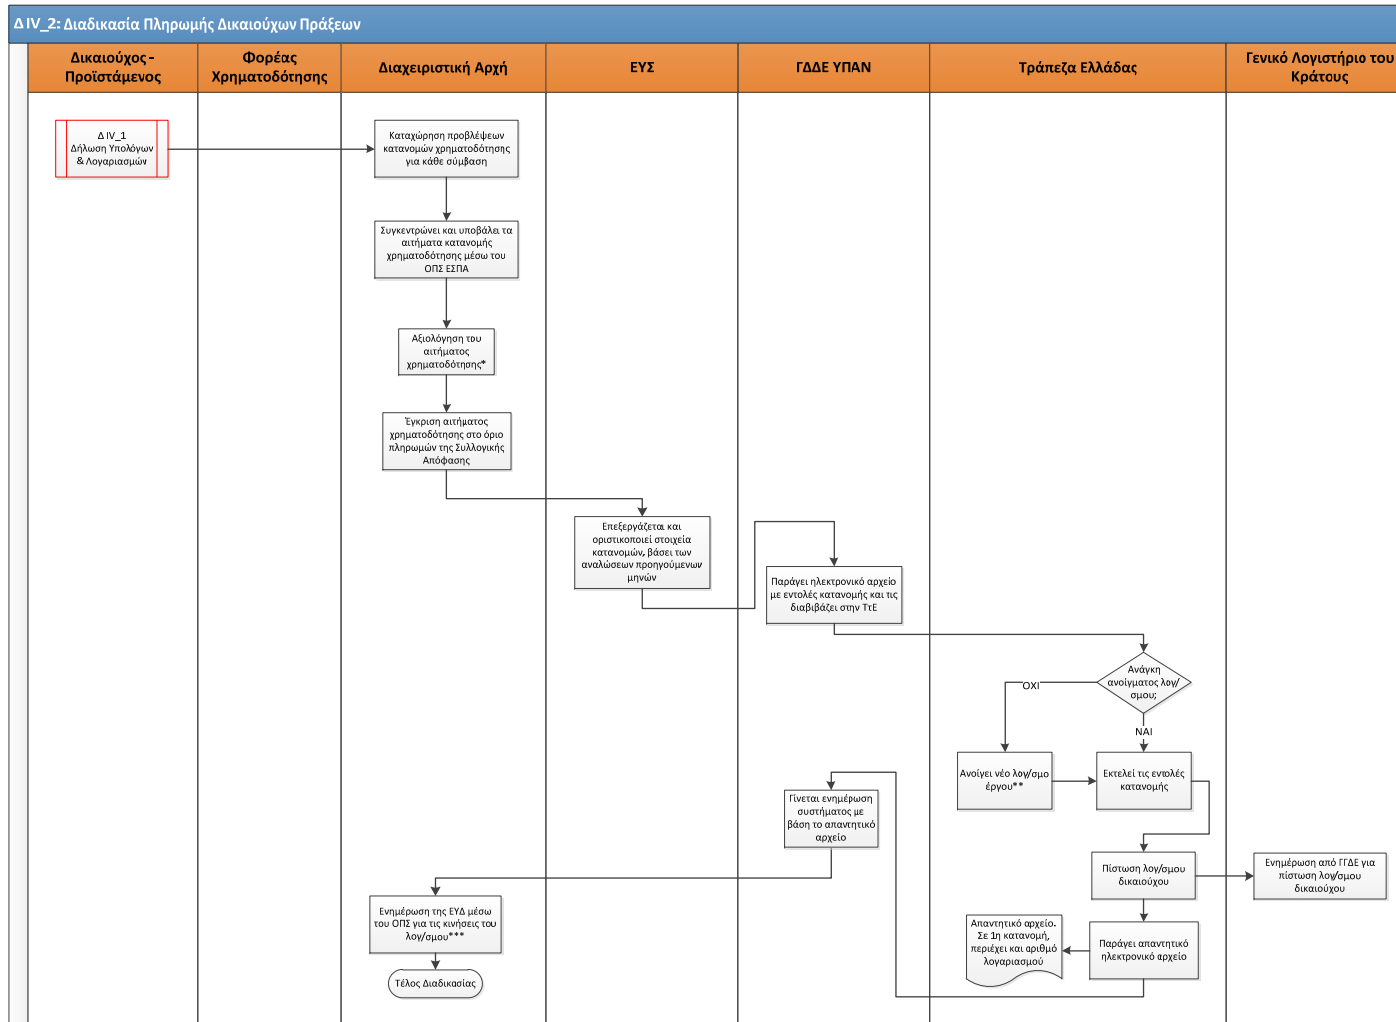 Δ IV_2: Διαδικασία Πληρωμής Δικαιούχων Πράξεων
Δικαιούχος -
Προϊστάμενος
Φορέας
Χρηματοδότησης
Διαχειριστική Αρχή
ΕΥΣ
ΓΔΔΕ ΥΠΑΝ
Τράπεζα Ελλάδας
Γενικό Λογιστήριο του
Κράτους
Δ IV_1
Δήλωση Υπολόγων
& Λογαριασμών
Καταχώρηση προβλέψεων
κατανομών χρηματοδότησης
για κάθε σύμβαση
Συγκεντρώνει και υποβάλει τα
αιτήματα κατανομής
χρηματοδότησης μέσω του
ΟΠΣ ΕΣΠΑ
Αξιολόγηση του
αιτήματος
χρηματοδότησης*
Έγκριση αιτήματος
χρηματοδότησης στο όριο
πληρωμών της Συλλογικής
Απόφασης
Επεξεργάζεται και
οριστικοποιεί στοιχεία
κατανομών, βάσει των
αναλώσεων προηγούμενων
μηνών
Παράγει ηλεκτρονικό αρχείο
με εντολές κατανομής και τις
διαβιβάζει στην ΤτΕ
Ανάγκη
ανοίγματος λογ/
σμου;
ΟΧΙ
ΝΑΙ
Ανοίγει νέο λογ/σμο
έργου**
Εκτελεί τις εντολές
κατανομής
Γίνεται ενημέρωση
συστήματος με
βάση το απαντητικό
αρχείο
Πίστωση λογ/σμου
δικαιούχου
Ενημέρωση από ΓΓΔΕ για
πίστωση λογ/σμου
δικαιούχου
Ενημέρωση της ΕΥΔ μέσω
του ΟΠΣ για τις κινήσεις του
λογ/σμου***
Απαντητικό αρχείο.
Σε 1η κατανομή,
περιέχει και αριθμό
λογαριασμού
Παράγει απαντητικό
ηλεκτρονικό αρχείο
Τέλος Διαδικασίας